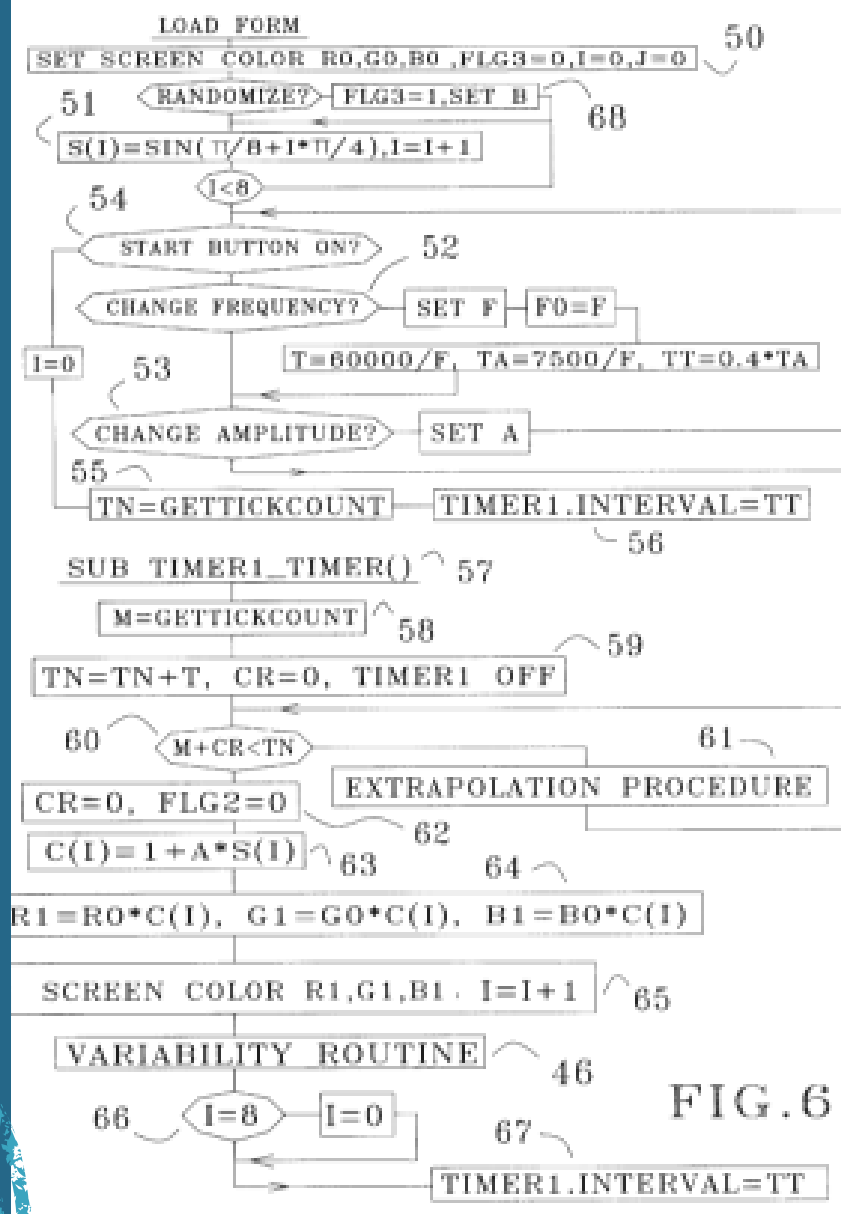 LOAD FORM
SET SCREEN COLOR R0,G0,B0 ,FLG3=0,I=0,J=0
50
RANDOMIZE?
FLG3=1,SET B
68
51
S(I)=SIN(π/8+I*π/4),I=I+1
I<8
54
START BUTTON ON?
52
CHANGE FREQUENCY?
SET F
F0=F
I=0
T=60000/F, TA=7500/F, TT=0.4*TA
53
CHANGE AMPLITUDE?
SET A
55
TN=GETTICKCOUNT
TIMER1.INTERVAL=TT
56
SUB TIMER1_TIMER()
57
M=GETTICKCOUNT
58
59
TN=TN+T, CR=0, TIMER1 OFF
60
M+CR<TN
61
EXTRAPOLATION PROCEDURE
CR=0, FLG2=0
62
C(I)=1+A*S(I)
63
64
R1=R0*C(I), G1=G0*C(I), B1=B0*C(I)
SCREEN COLOR R1,G1,B1. I=I+1
65
VARIABILITY ROUTINE
46
66
I=8
I=0
FIG.6
67
TIMER1.INTERVAL=TT